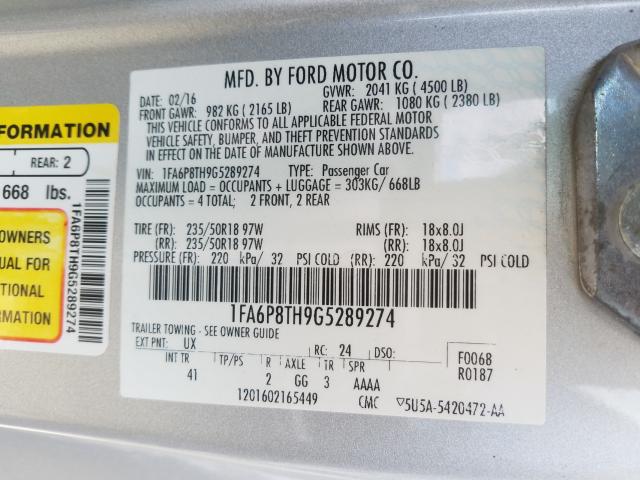 MFD. BY FORD MOTOR CO.
DATE: 02/16 GVWR: 2041 KG ( 4500 LB)
FRONT GAWR: 982 KG ( 2165 LB) REAR GAWR: 1080 KG ( 2380 LB)
THIS VEHICLE CONFORMS TO ALL APPLICABLE FEDERAL MOTOR
VEHICLE SAFETY, BUMPER, AND THEFT PREVENTION STANDARDS
IN EFFECT ON THE DATE OF MANUFACTURE SHOWN ABOVE.
VIN: 1FA6P8TH9G5289274 TYPE: Passenger Car
MAXIMUM LOAD = OCCUPANTS + LUGGAGE = 303KG/ 668LB
OCCUPANTS = 4 TOTAL; 2 FRONT, 2 REAR
TIRE (FR): 235/50R18 97W RIMS (FR): 18x8.0J
(RR): 235/50R18 97W (RR): 18x8.0J
PRESSURE (FR): 220 kPa/ 32 PSI COLD (RR): 220 kPa/ 32 PSI COLD
1FA6P8TH9G5289274
TRAILER TOWING - SEE OWNER GUIDE
EXT PNT: UX RC: 24 DSO: F0068
INT TR TP/PS R AXLE TR SPR R0187
41 2 GG 3 AAAA
1201602165449 CMC ▽5U5A-5420472-AA
FORMATION
REAR: 2
668 lbs.
OWNERS
UAL FOR
TIONAL
MATION
1FA6P8TH9G5289274